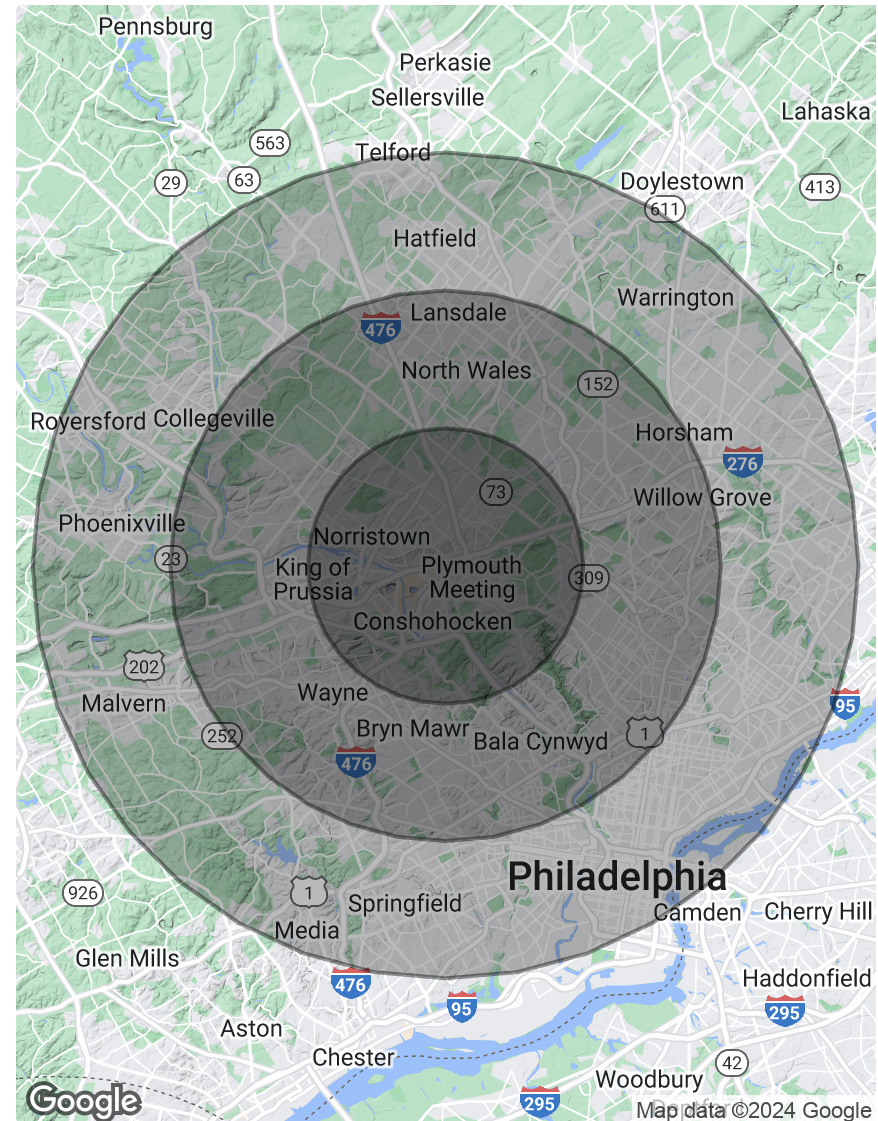 Pennsburg
Perkasie
Sellersville
Lahaska
563
Telford
29
63
Doylestown
413
611
Hatfield
Warrington
Lansdale
476
North Wales
152
Royersford
Collegeville
Horsham
276
73
Willow Grove
Phoenixville
Norristown
23
King of
Prussia
Plymouth
Meeting
309
Conshohocken
202
Malvern
Wayne
95
252
Bryn Mawr
Bala Cynwyd
1
476
Philadelphia
926
1
Springfield
Camden
Cherry Hill
Media
Glen Mills
476
Haddonfield
95
295
Aston
Chester
42
Woodbury
295
Google
Map data ©2024 Google